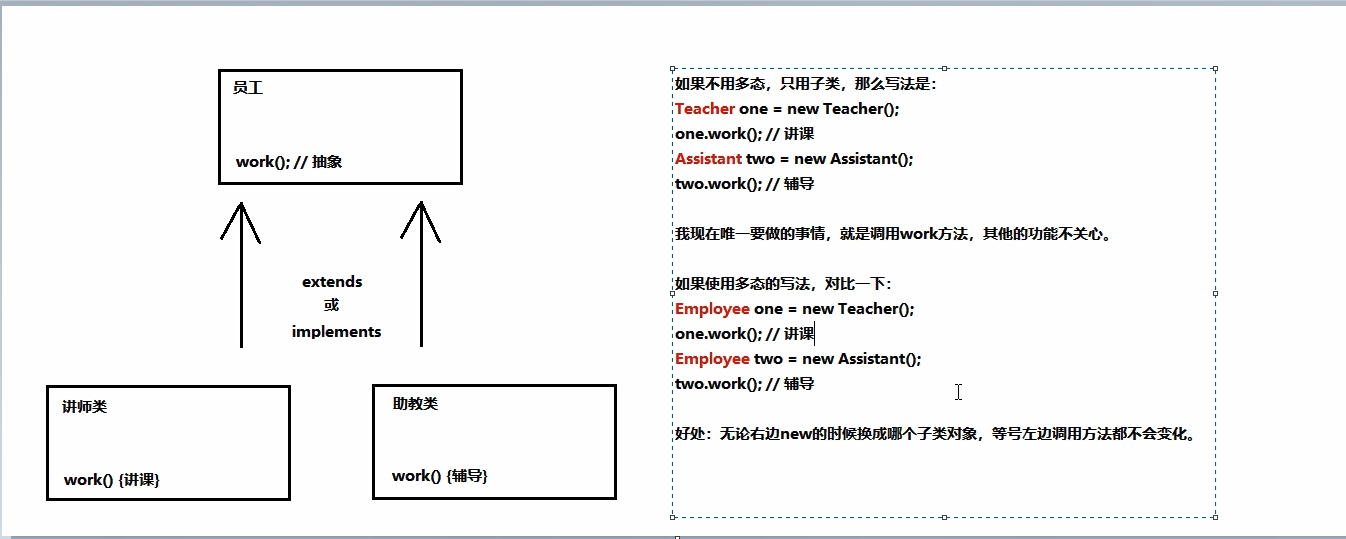 员工
work(); // 抽象
extends
或
implements
讲师类
work() {讲课}
助教类
work() {辅导}
如果不用多态，只用子类，那么写法是：
Teacher one = new Teacher();
one.work(); // 讲课
Assistant two = new Assistant();
two.work(); // 辅导
我现在唯一要做的事情，就是调用work方法，其他的功能不关心。
如果使用多态的写法，对比一下：
Employee one = new Teacher();
one.work(); // 讲课
Employee two = new Assistant();
two.work(); // 辅导
好处：无论右边new的时候换成哪个子类对象，等号左边调用方法都不会变化。